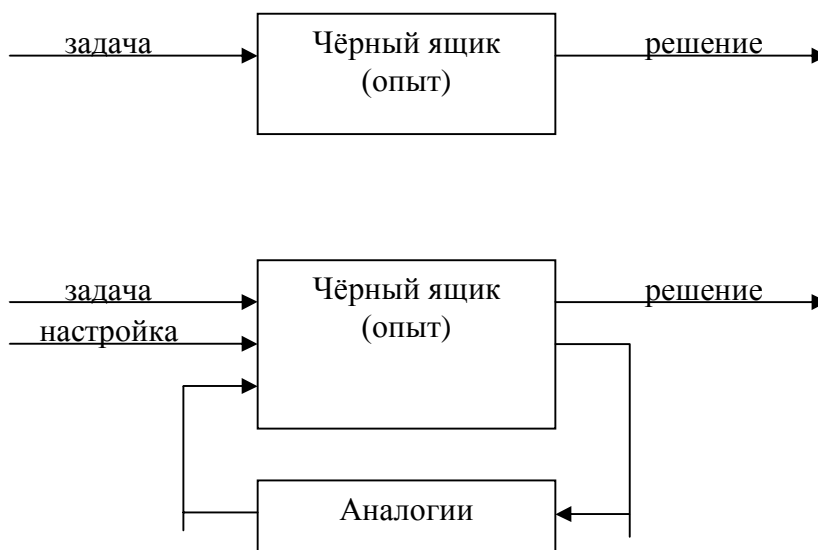 задача
Чёрный ящик
(опыт)
решение
задача
настройка
Чёрный ящик
(опыт)
решение
Аналогии